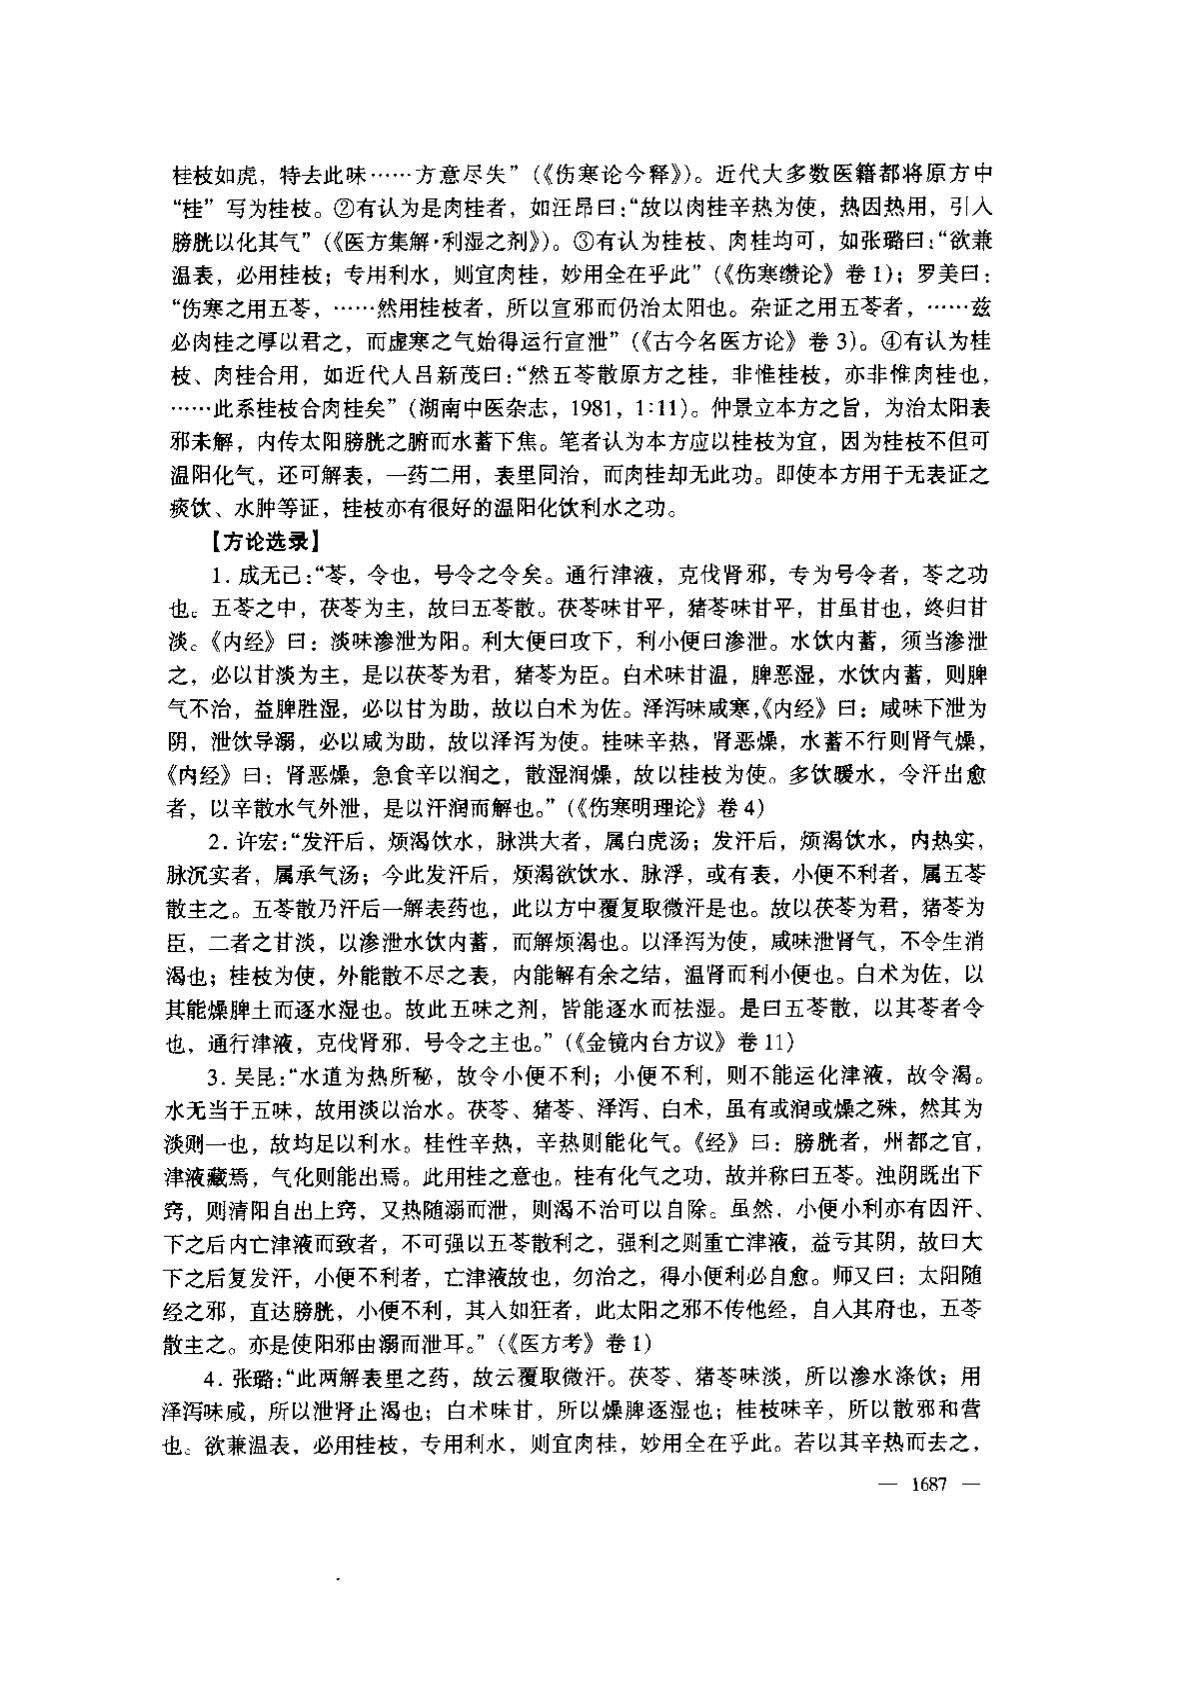 桂枝如虎，特去此味……方意尽失”（《伤寒论今释》）。近代大多数医籍都将原方中
“桂”写为桂枝。②有认为是肉桂者，如汪昂曰：“故以肉桂辛热为使，热因热用，引入
膀胱以化其气”（《医方集解·利湿之剂》）。③有认为桂枝、肉桂均可，如张璐曰：“欲兼
温表，必用桂枝；专用利水，则宜肉桂，妙用全在乎此”（《伤寒缵论》卷1）；罗美曰：
“伤寒之用五苓，……然用桂枝者，所以宣邪而仍治太阳也。杂证之用五苓者，……兹
必肉桂之厚以君之，而虚寒之气始得运行宣泄”（《古今名医方论》卷3）。④有认为桂
枝、肉桂合用，如近代人吕新茂曰：“然五苓散原方之桂，非惟桂枝，亦非惟肉桂也，
……此系桂枝合肉桂矣”（湖南中医杂志，1981，1:11）。仲景立本方之旨，为治太阳表
邪未解，内传太阳膀胱之腑而水蓄下焦。笔者认为本方应以桂枝为宜，因为桂枝不但可
温阳化气，还可解表，一药二用，表里同治，而肉桂却无此功。即使本方用于无表证之
痰饮、水肿等证，桂枝亦有很好的温阳化饮利水之功。
【方论选录】
1. 成无己：“苓，令也，号令之令矣。通行津液，克伐肾邪，专为号令者，苓之功
也。五苓之中，茯苓为主，故曰五苓散。茯苓味甘平，猪苓味甘平，甘虽甘也，终归甘
淡。《内经》曰：淡味渗泄为阳。利大便曰攻下，利小便曰渗泄。水饮内蓄，须当渗泄
之，必以甘淡为主，是以茯苓为君，猪苓为臣。白术味甘温，脾恶湿，水饮内蓄，则脾
气不治，益脾胜湿，必以甘为助，故以白术为佐。泽泻味咸寒，《内经》曰：咸味下泄为
阴，泄饮导溺，必以咸为助，故以泽泻为使。桂味辛热，肾恶燥，水蓄不行则肾气燥，
《内经》曰：肾恶燥，急食辛以润之，散湿润燥，故以桂枝为使。多饮暖水，令汗出愈
者，以辛散水气外泄，是以汗润而解也。”（《伤寒明理论》卷4）
2. 许宏：“发汗后，烦渴饮水，脉洪大者，属白虎汤；发汗后，烦渴饮水，内热实，
脉沉实者，属承气汤；今此发汗后，烦渴欲饮水，脉浮，或有表，小便不利者，属五苓
散主之。五苓散乃汗后一解表药也，此以方中覆复取微汗是也。故以茯苓为君，猪苓为
臣，二者之甘淡，以渗泄水饮内蓄，而解烦渴也。以泽泻为使，咸味泄肾气，不令生消
渴也；桂枝为使，外能散不尽之表，内能解有余之结，温肾而利小便也。白术为佐，以
其能燥脾土而逐水湿也。故此五味之剂，皆能逐水而祛湿。是曰五苓散，以其苓者令
也，通行津液，克伐肾邪，号令之主也。”（《金镜内台方议》卷11）
3. 吴昆：“水道为热所秘，故令小便不利；小便不利，则不能运化津液，故令渴。
水无当于五味，故用淡以治水。茯苓、猪苓、泽泻、白术，虽有或润或燥之殊，然其为
淡则一也，故均足以利水。桂性辛热，辛热则能化气。《经》曰：膀胱者，州都之官，
津液藏焉，气化则能出焉。此用桂之意也。桂有化气之功，故并称曰五苓。浊阴既出下
窍，则清阳自出上窍，又热随溺而泄，则渴不治可以自除。虽然，小便小利亦有因汗、
下之后内亡津液而致者，不可强以五苓散利之，强利之则重亡津液，益亏其阴，故曰大
下之后复发汗，小便不利者，亡津液故也，勿治之，得小便利必自愈。师又曰：太阳随
经之邪，直达膀胱，小便不利，其人如狂者，此太阳之邪不传他经，自入其府也，五苓
散主之。亦是使阳邪由溺而泄耳。”（《医方考》卷1）
4. 张璐：“此两解表里之药，故云覆取微汗。茯苓、猪苓味淡，所以渗水涤饮；用
泽泻味咸，所以泄肾止渴也；白术味甘，所以燥脾逐湿也；桂枝味辛，所以散邪和营
也。欲兼温表，必用桂枝，专用利水，则宜肉桂，妙用全在乎此。若以其辛热而去之，
— 1687 —